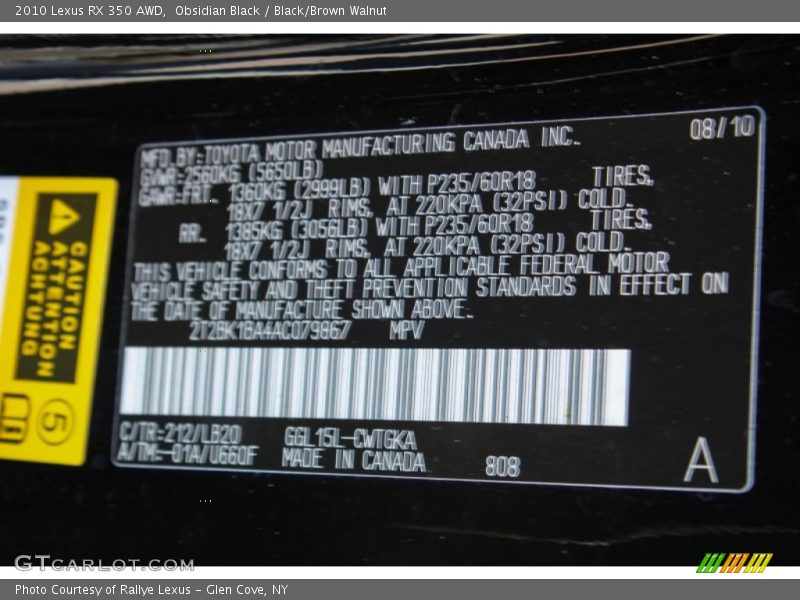 2010 Lexus RX 350 AWD,  Obsidian Black / Black/Brown Walnut
08/10
MFD.BY:TOYOTA MOTOR MANUFACTURING CANADA INC.
GVWR:2560KG (5650LB)
GAWR:FRT. 1360KG (2999LB) WITH P235/60R18 TIRES,
18X7 1/2J RIMS, AT 220KPA (32PSI) COLD.
RR. 1385KG (3056LB) WITH P235/60R18 TIRES,
18X7 1/2J RIMS, AT 220KPA (32PSI) COLD.
THIS VEHICLE CONFORMS TO ALL APPLICABLE FEDERAL MOTOR
VEHICLE SAFETY AND THEFT PREVENTION STANDARDS IN EFFECT ON
THE DATE OF MANUFACTURE SHOWN ABOVE.
2T2BK1BA4AC079867 MPV
C/TR:212/LB20 GGL15L-CWTGKA
A/TM:-01A/U660F MADE IN CANADA 808
A
CAUTION
ATTENTION
ACHTUNG
5
GTCARLOT.COM
Photo Courtesy of Rallye Lexus - Glen Cove, NY